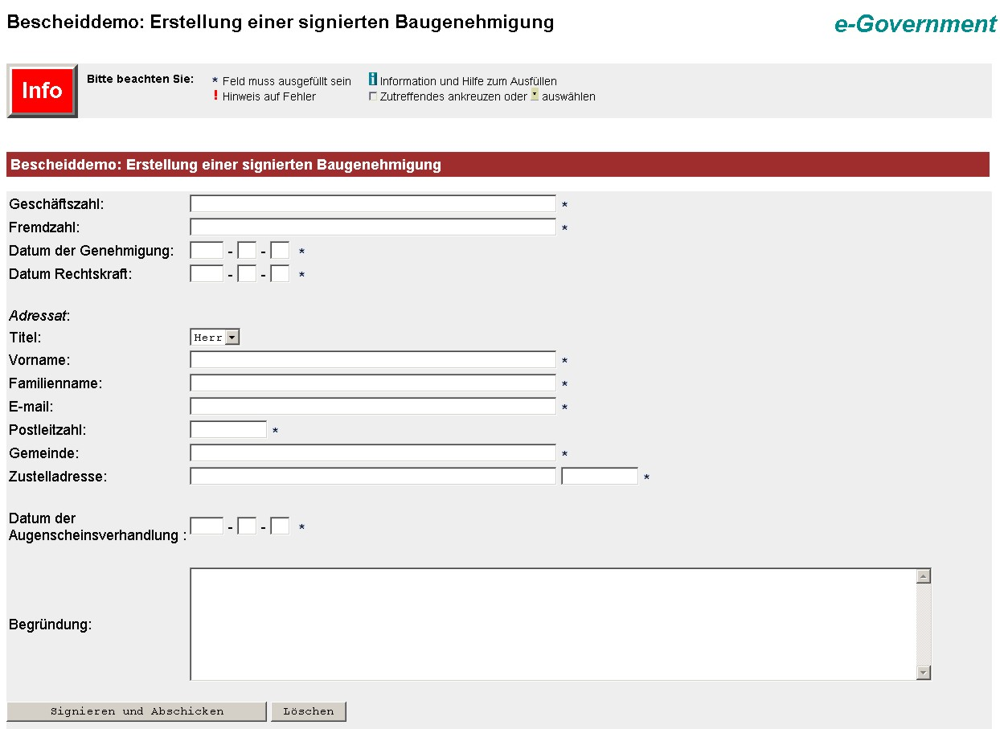 Bescheiddemo: Erstellung einer signierten Baugenehmigung
e-Government
Info
Bitte beachten Sie:
* Feld muss ausgefüllt sein
i Information und Hilfe zum Ausfüllen
! Hinweis auf Fehler
Zutreffendes ankreuzen oder auswählen
Bescheiddemo: Erstellung einer signierten Baugenehmigung
Geschäftszahl: *
Fremdzahl: *
Datum der Genehmigung: - - *
Datum Rechtskraft: - - *
Adressat:
Titel: Herr
Vorname: *
Familienname: *
E-mail: *
Postleitzahl: *
Gemeinde: *
Zustelladresse: *
Datum der
Augenscheinsverhandlung : - - *
Begründung:
Signieren und Abschicken
Löschen